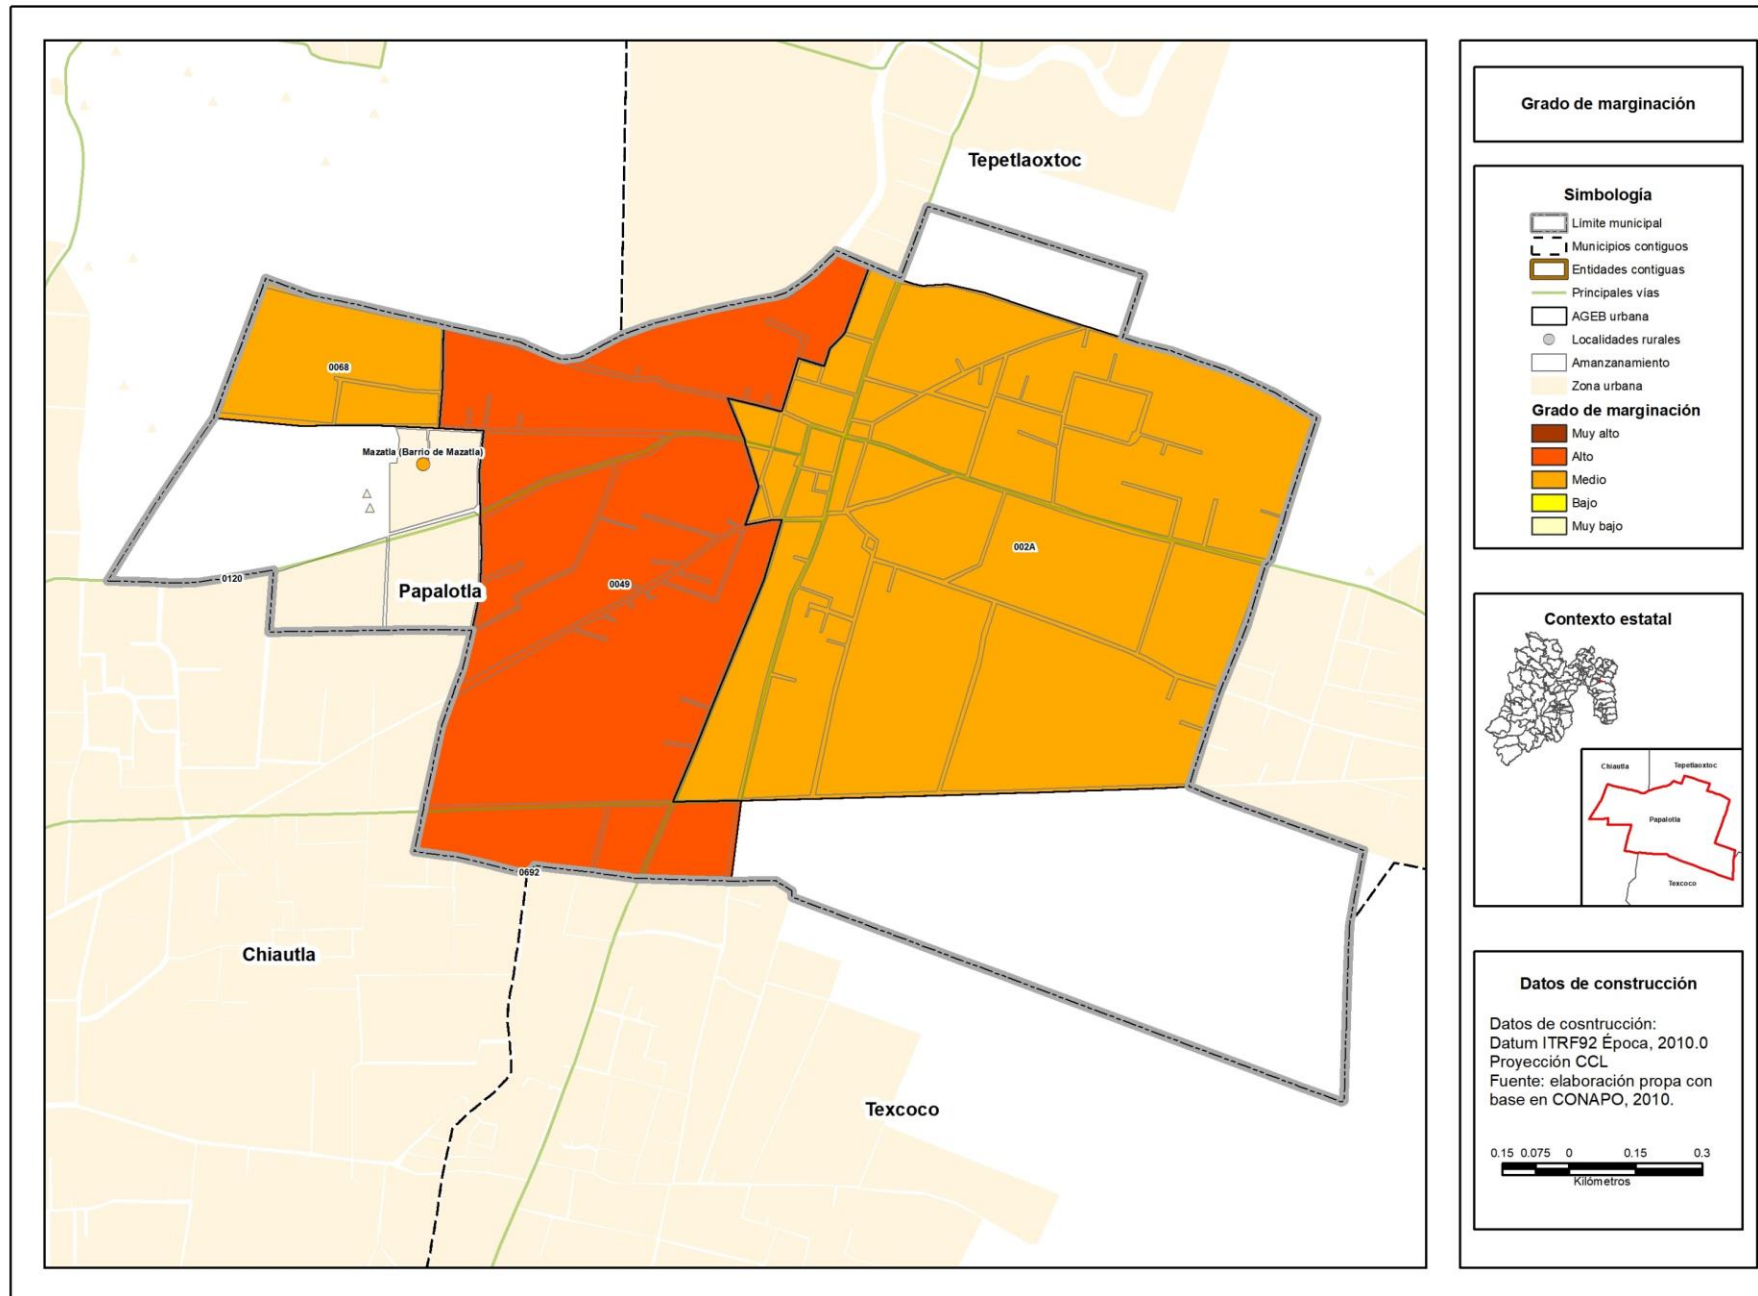 Tepetlaoxtoc
0068
Mazatla (Barrio de Mazatla)
002A
0120
0049
Papalotla
0692
Chiautla
Texcoco
Grado de marginación
Simbología
Límite municipal
Municipios contiguos
Entidades contiguas
Principales vías
AGEB urbana
Localidades rurales
Amanzanamiento
Zona urbana
Grado de marginación
Muy alto
Alto
Medio
Bajo
Muy bajo
Contexto estatal
Chiautla
Tepetlaoxtoc
Papalotla
Texcoco
Datos de construcción
Datos de cosntrucción:
Datum ITRF92 Época, 2010.0
Proyección CCL
Fuente: elaboración propa con
base en CONAPO, 2010.
0.15 0.075 0 0.15 0.3
Kilómetros